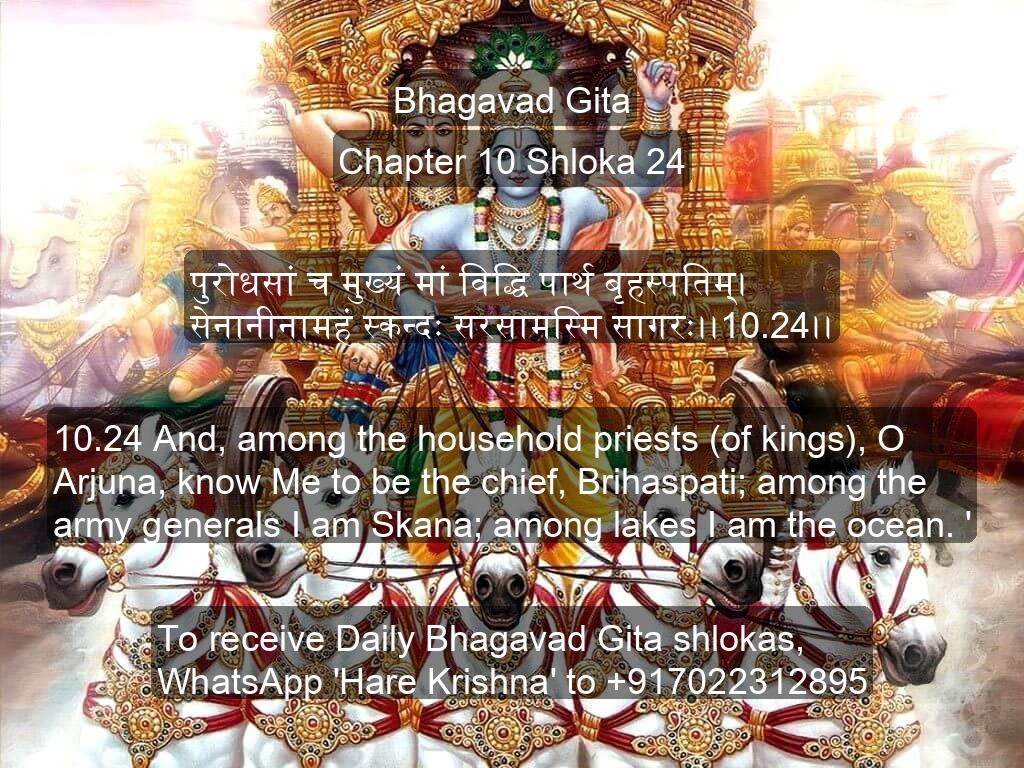 Bhagavad Gita
Chapter 10 Shloka 24
पुरोधसां च मुख्यं मां विद्धि पार्थ बृहस्पतिम्।
सेनानीनामहं स्कन्दः सरसामस्मि सागरः।।10.24।।
10.24 And, among the household priests (of kings), O
Arjuna, know Me to be the chief, Brihaspati; among the
army generals I am Skana; among lakes I am the ocean. '
To receive Daily Bhagavad Gita shlokas,
WhatsApp 'Hare Krishna' to +917022312895